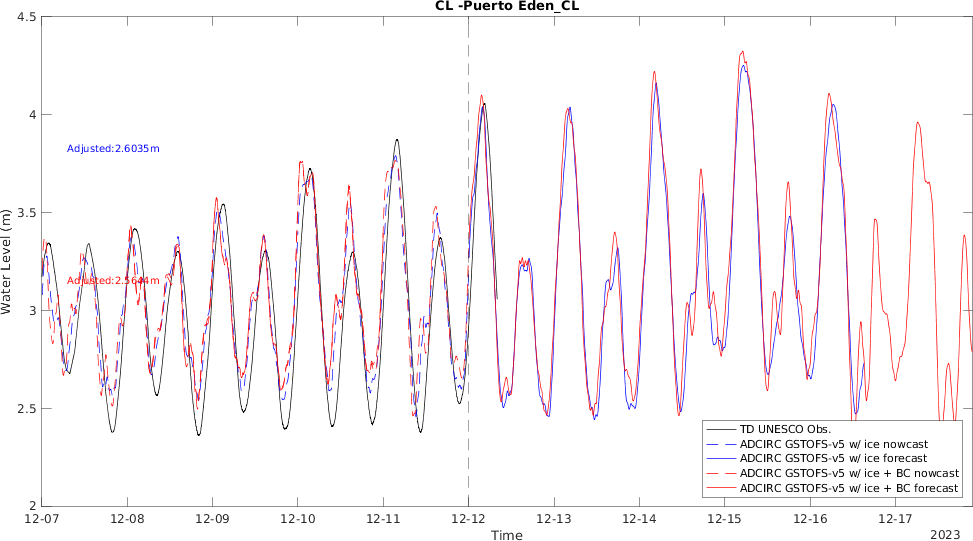 CL -Puerto Eden_CL
4.5
4
3.5
3
2.5
2
Water Level (m)
Adjusted:2.6035m
Adjusted:2.5644m
TD UNESCO Obs.
ADCIRC GSTOFS-v5 w/ ice nowcast
ADCIRC GSTOFS-v5 w/ ice forecast
ADCIRC GSTOFS-v5 w/ ice + BC nowcast
ADCIRC GSTOFS-v5 w/ ice + BC forecast
12-07 12-08 12-09 12-10 12-11 12-12 12-13 12-14 12-15 12-16 12-17
Time
2023